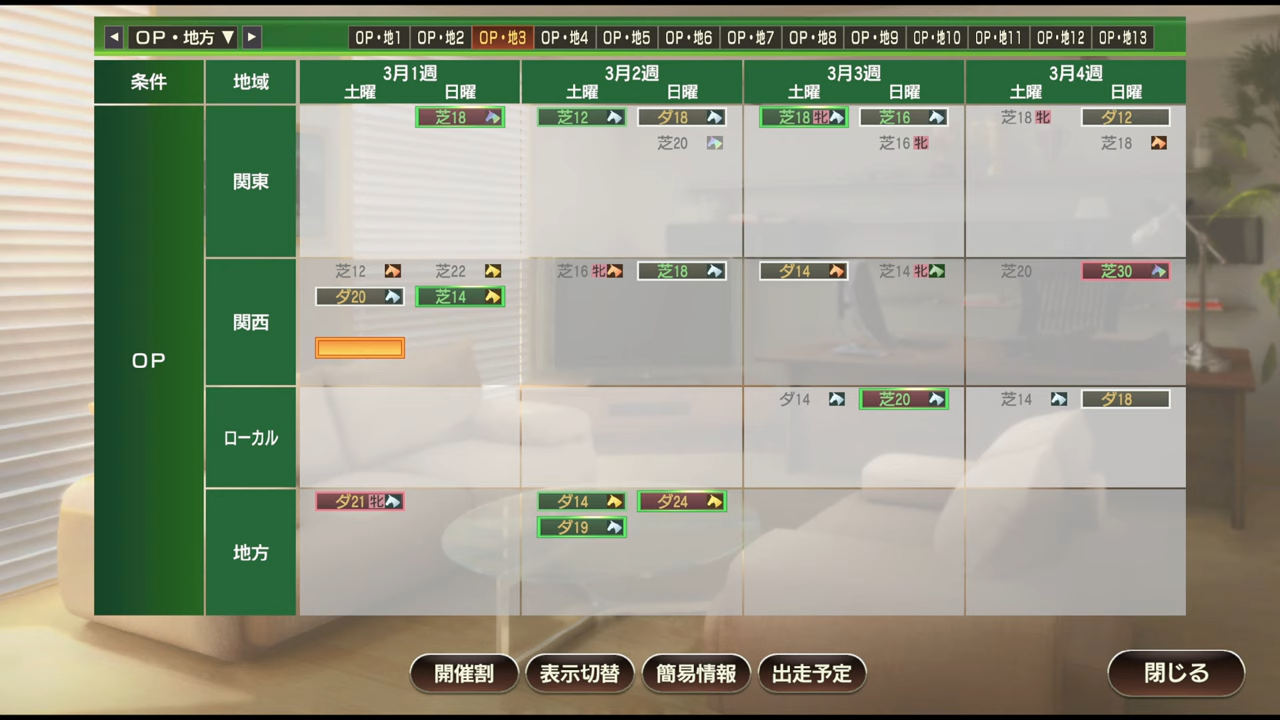 ◀ OP・地方▼ ▶ OP・地1 OP・地2 OP・地3 OP・地4 OP・地5 OP・地6 OP・地7 OP・地8 OP・地9 OP・地10 OP・地11 OP・地12 OP・地13
条件 地域 3月1週 3月2週 3月3週 3月4週
土曜 日曜 土曜 日曜 土曜 日曜 土曜 日曜
OP
関東
芝18 芝12 ダ18 芝18牝 芝16 芝18牝 ダ12
芝20 芝16牝 芝18
関西
芝12 芝22 芝16牝 芝18 ダ14 芝14牝 芝20 芝30
ダ20 芝14
ローカル
ダ14 芝20 芝14 ダ18
地方
ダ21牝 ダ14 ダ24
ダ19
開催割 表示切替 簡易情報 出走予定 閉じる